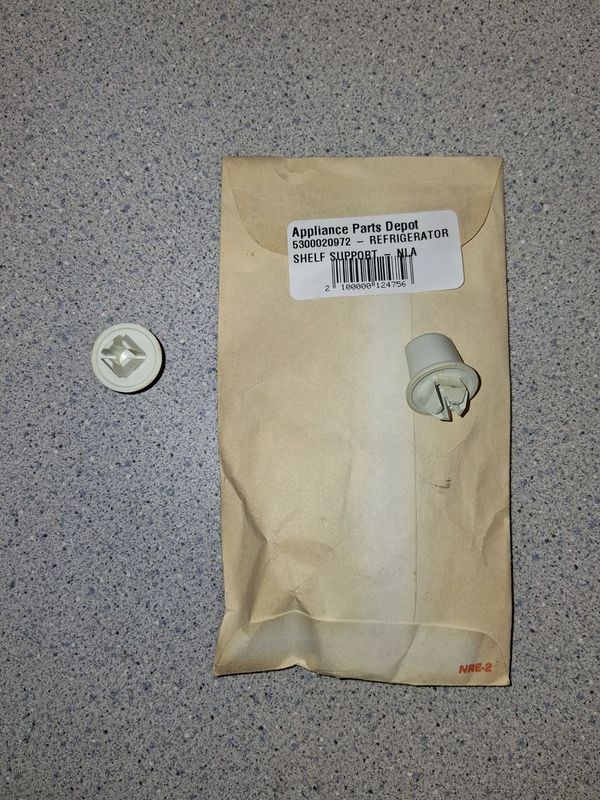 Appliance Parts Depot
5300020972 - REFRIGERATOR
SHELF SUPPORT - NLA
2 100000 124756
NRE-2